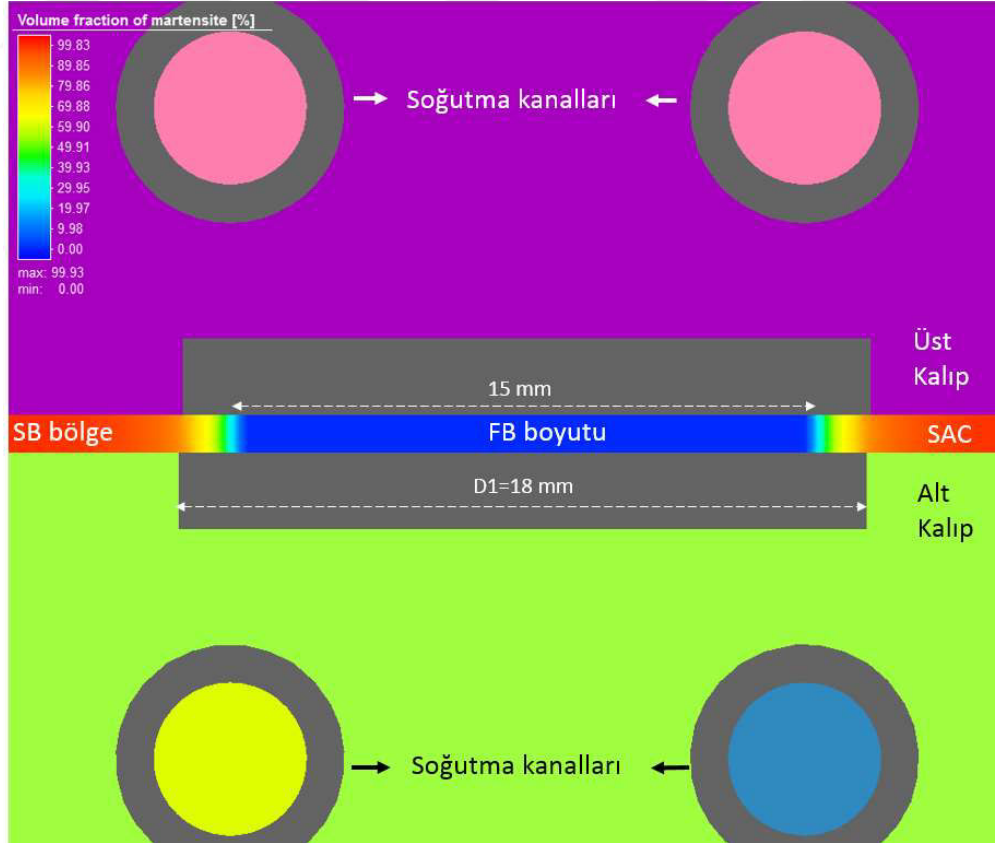 Volume fraction of martensite [%]
99.83
89.85
79.86
69.88
59.90
49.91
39.93
29.95
19.97
9.98
0.00
max: 99.93
min: 0.00
Soğutma kanalları
Üst
Kalıp
15 mm
SB bölge
FB boyutu
SAC
D1=18 mm
Alt
Kalıp
Soğutma kanalları